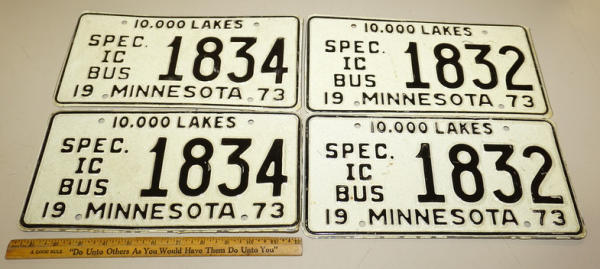 10.000 LAKES
SPEC.
IC
BUS
1834
19 MINNESOTA 73
10.000 LAKES
SPEC.
IC
BUS
1832
19 MINNESOTA 73
10.000 LAKES
SPEC.
IC
BUS
1834
19 MINNESOTA 73
10.000 LAKES
SPEC.
IC
BUS
1832
19 MINNESOTA 73
A GOOD RULE "Do Unto Others As You Would Have Them Do Unto You"